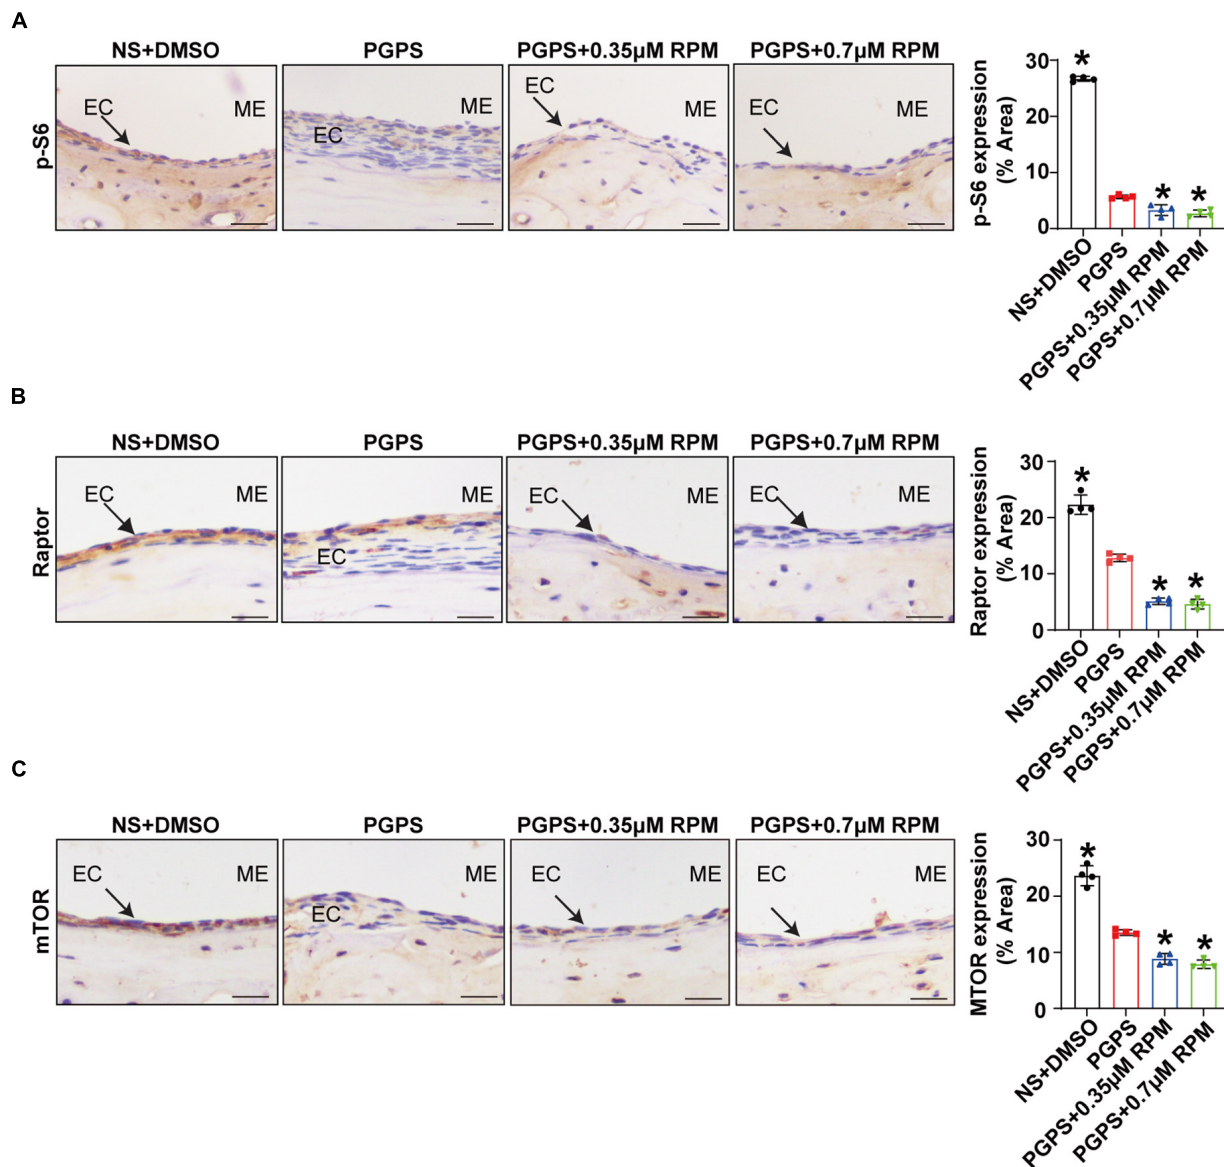 A
NS+DMSO PGPS PGPS+0.35µM RPM PGPS+0.7µM RPM
p-S6
EC ME
EC ME
EC ME
EC ME
p-S6 expression
(% Area)
30
20
10
0
NS+DMSO
PGPS
PGPS+0.35µM RPM
PGPS+0.7µM RPM
* * *
B
NS+DMSO PGPS PGPS+0.35µM RPM PGPS+0.7µM RPM
Raptor
EC ME
EC ME
EC ME
EC ME
Raptor expression
(% Area)
30
20
10
0
NS+DMSO
PGPS
PGPS+0.35µM RPM
PGPS+0.7µM RPM
* * *
C
NS+DMSO PGPS PGPS+0.35µM RPM PGPS+0.7µM RPM
mTOR
EC ME
EC ME
EC ME
EC ME
MTOR expression
(% Area)
30
20
10
0
NS+DMSO
PGPS
PGPS+0.35µM RPM
PGPS+0.7µM RPM
* * *